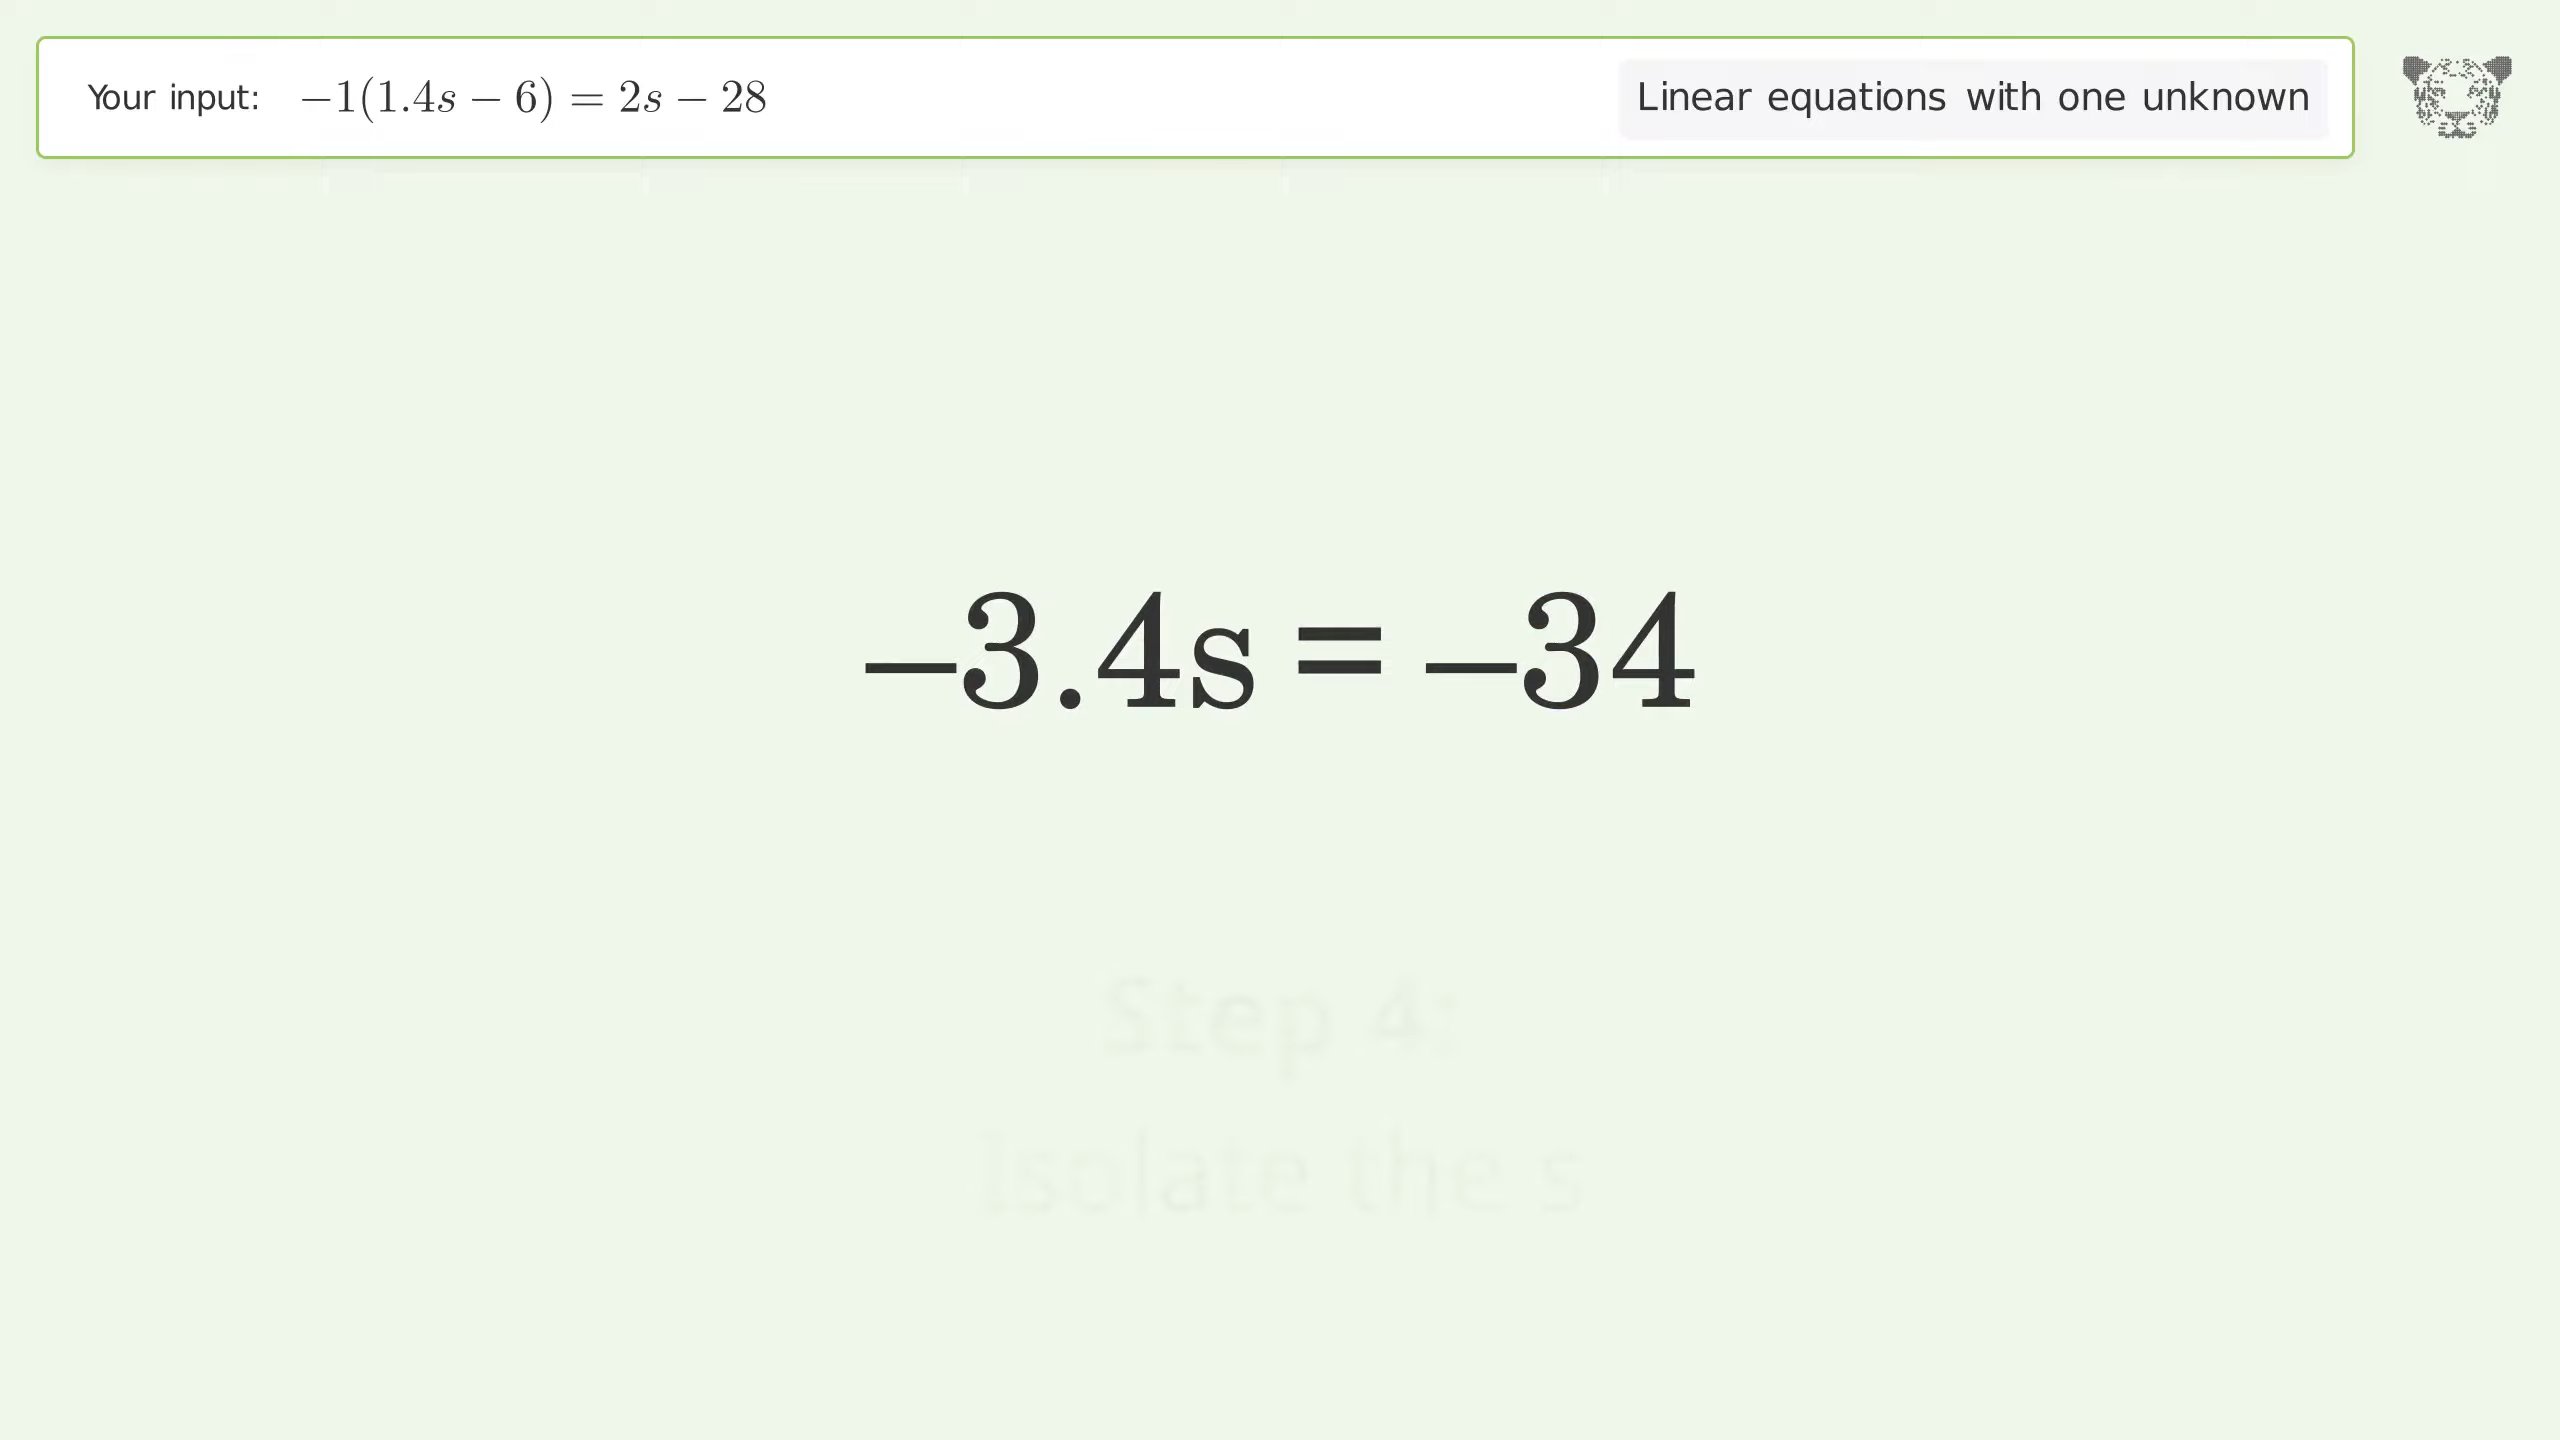 Your input: −1(1.4s − 6) = 2s − 28
Linear equations with one unknown
–3.4s = –34
Step 4:
Isolate the s